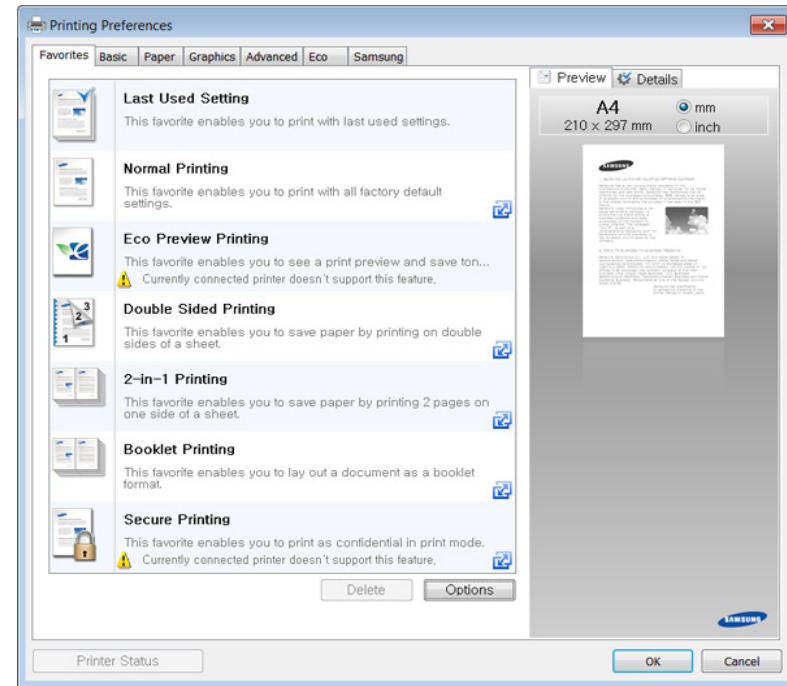 Printing Preferences
Favorites Basic Paper Graphics Advanced Eco Samsung
Last Used Setting
This favorite enables you to print with last used settings.
Normal Printing
This favorite enables you to print with all factory default
settings.
Eco Preview Printing
This favorite enables you to see a print preview and save ton...
Currently connected printer doesn't support this feature,
Double Sided Printing
This favorite enables you to save paper by printing on double
sides of a sheet.
2-in-1 Printing
This favorite enables you to save paper by printing 2 pages on
one side of a sheet.
Booklet Printing
This favorite enables you to lay out a document as a booklet
format.
Secure Printing
This favorite enables you to print as confidential in print mode.
Currently connected printer doesn't support this feature,
Delete Options
Preview Details
A4 mm
210 x 297 mm inch
SAMSUNG
SAMSUNG
Printer Status OK Cancel
1 2 3